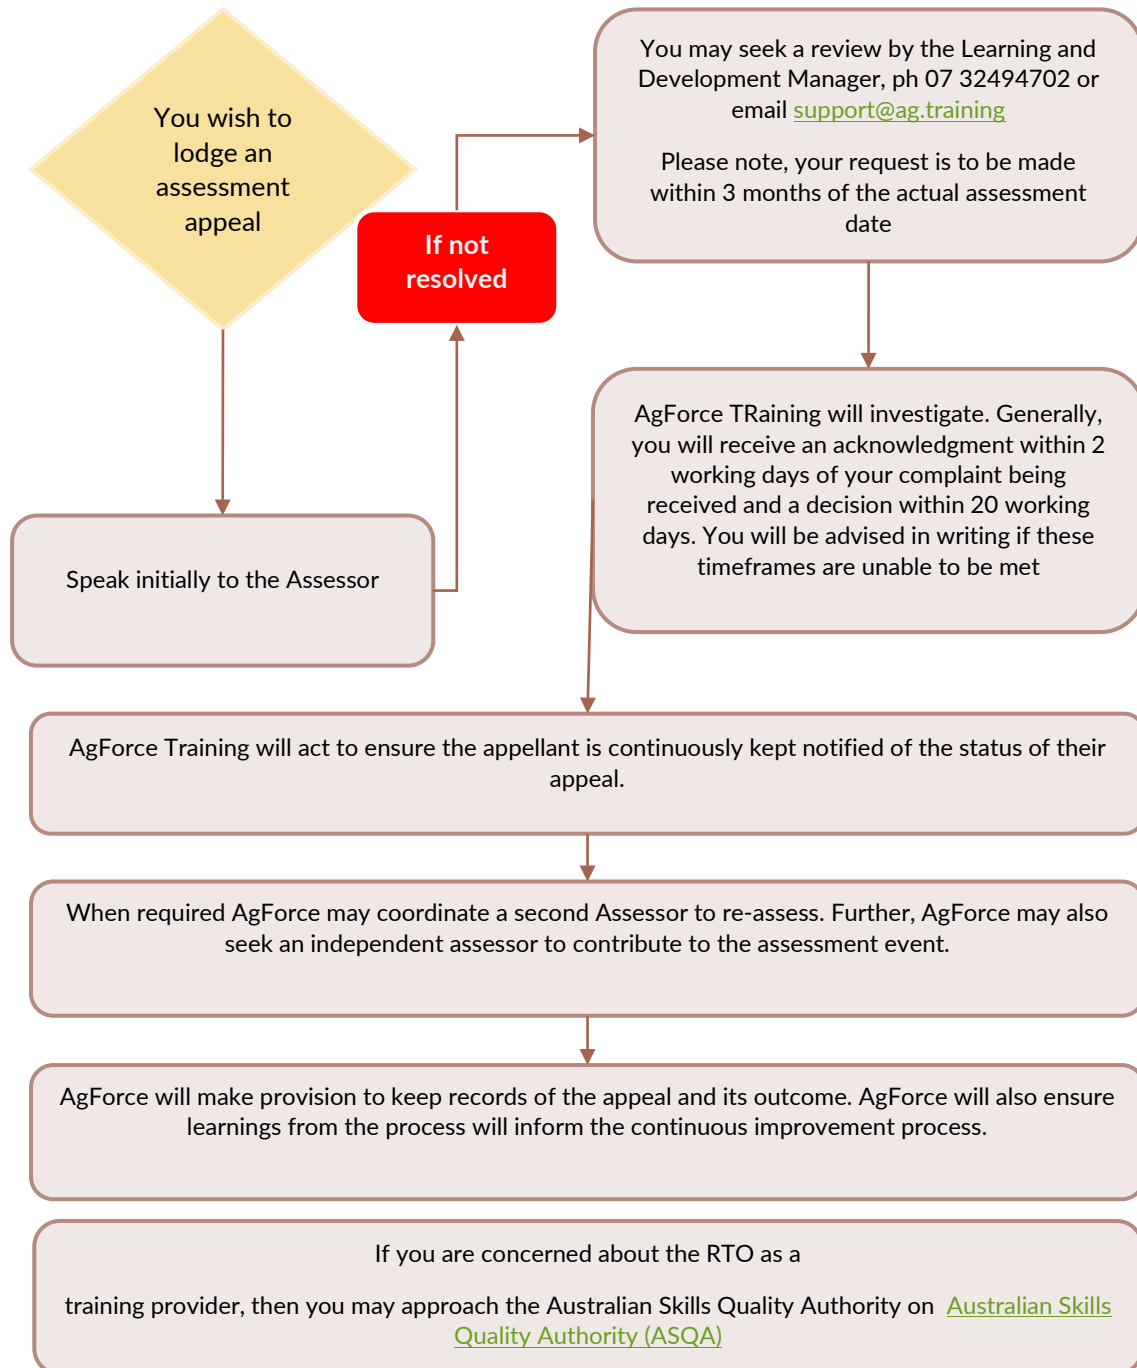 You wish to
lodge an
assessment
appeal
Speak initially to the Assessor
If not
resolved
You may seek a review by the Learning and
Development Manager, ph 07 32494702 or
email support@ag.training
Please note, your request is to be made
within 3 months of the actual assessment
date
AgForce TRaining will investigate. Generally,
you will receive an acknowledgment within 2
working days of your complaint being
received and a decision within 20 working
days. You will be advised in writing if these
timeframes are unable to be met
AgForce Training will act to ensure the appellant is continuously kept notified of the status of their
appeal.
When required AgForce may coordinate a second Assessor to re-assess. Further, AgForce may also
seek an independent assessor to contribute to the assessment event.
AgForce will make provision to keep records of the appeal and its outcome. AgForce will also ensure
learnings from the process will inform the continuous improvement process.
If you are concerned about the RTO as a
training provider, then you may approach the Australian Skills Quality Authority on Australian Skills
Quality Authority (ASQA)